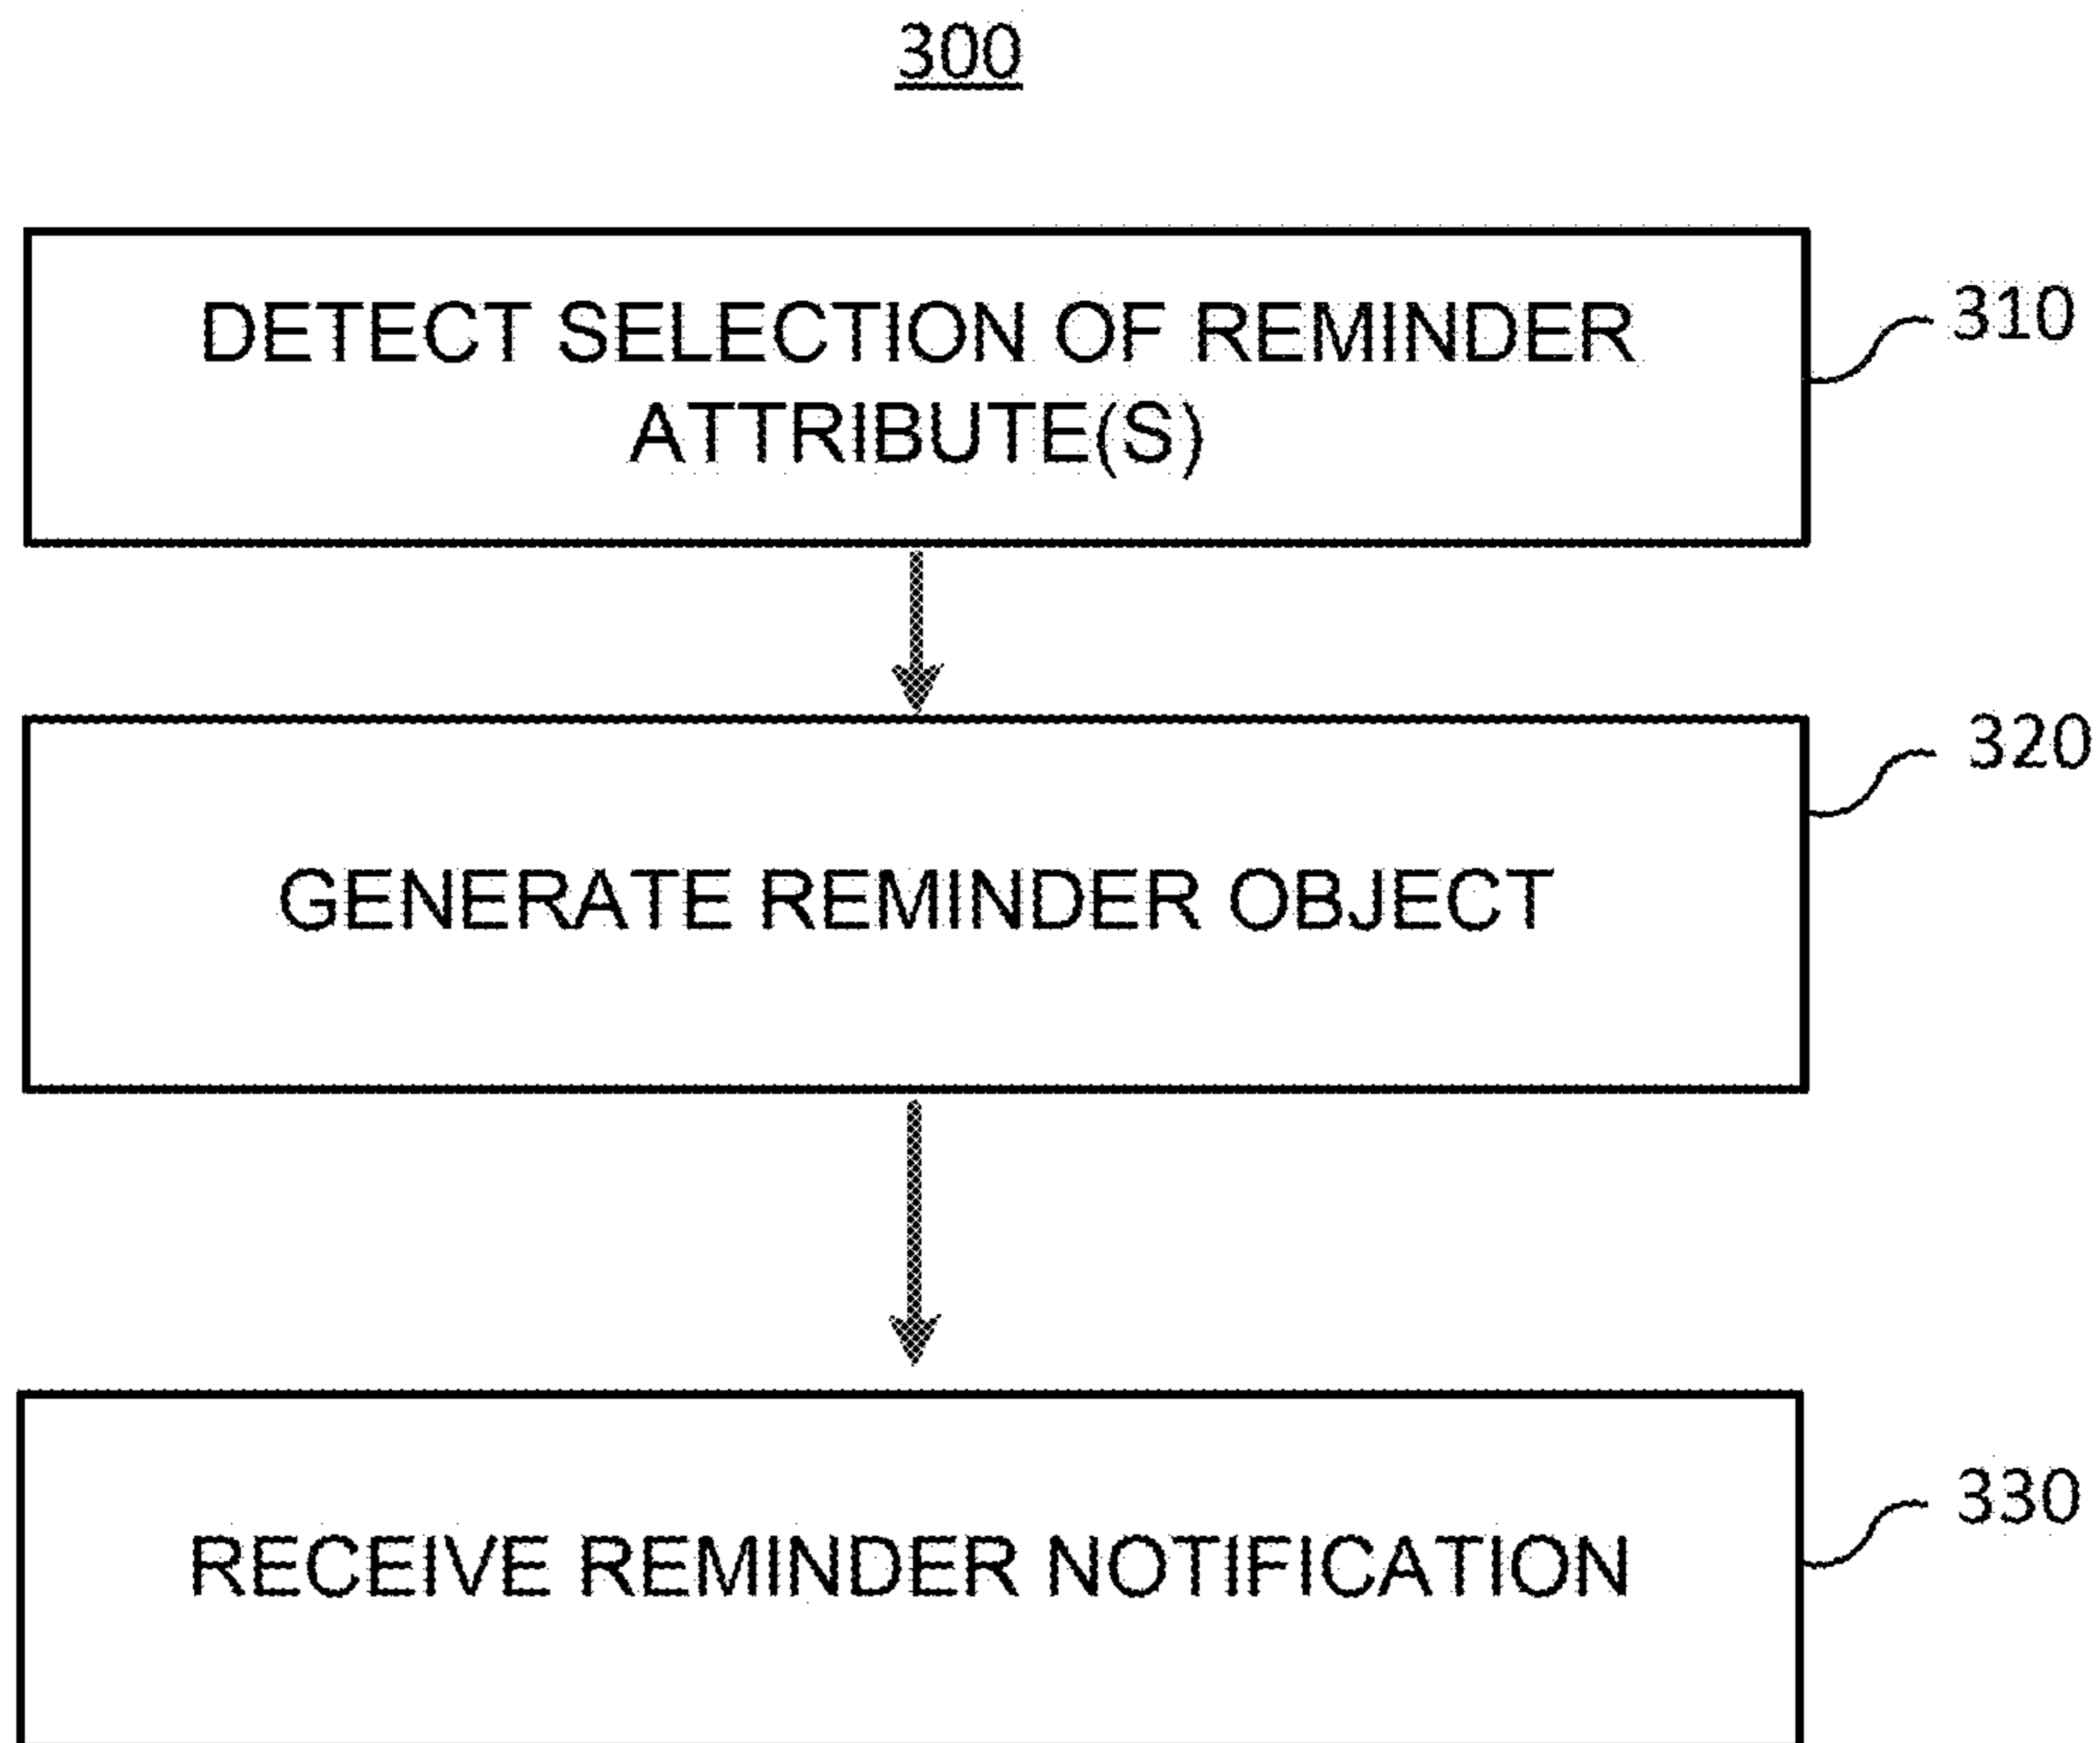 300
DETECT SELECTION OF REMINDER
ATTRIBUTE(S)
310
GENERATE REMINDER OBJECT
320
RECEIVE REMINDER NOTIFICATION
330